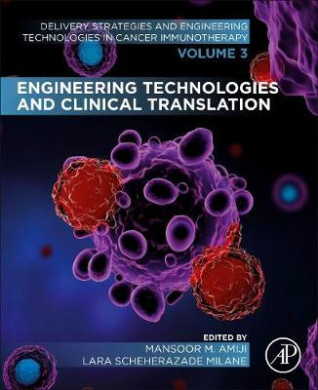 DELIVERY STRATEGIES AND ENGINEERING
TECHNOLOGIES IN CANCER IMMUNOTHERAPY
VOLUME 3
ENGINEERING TECHNOLOGIES
AND CLINICAL TRANSLATION
EDITED BY
MANSOOR M. AMIJI
LARA SCHEHERAZADE MILANE
AP